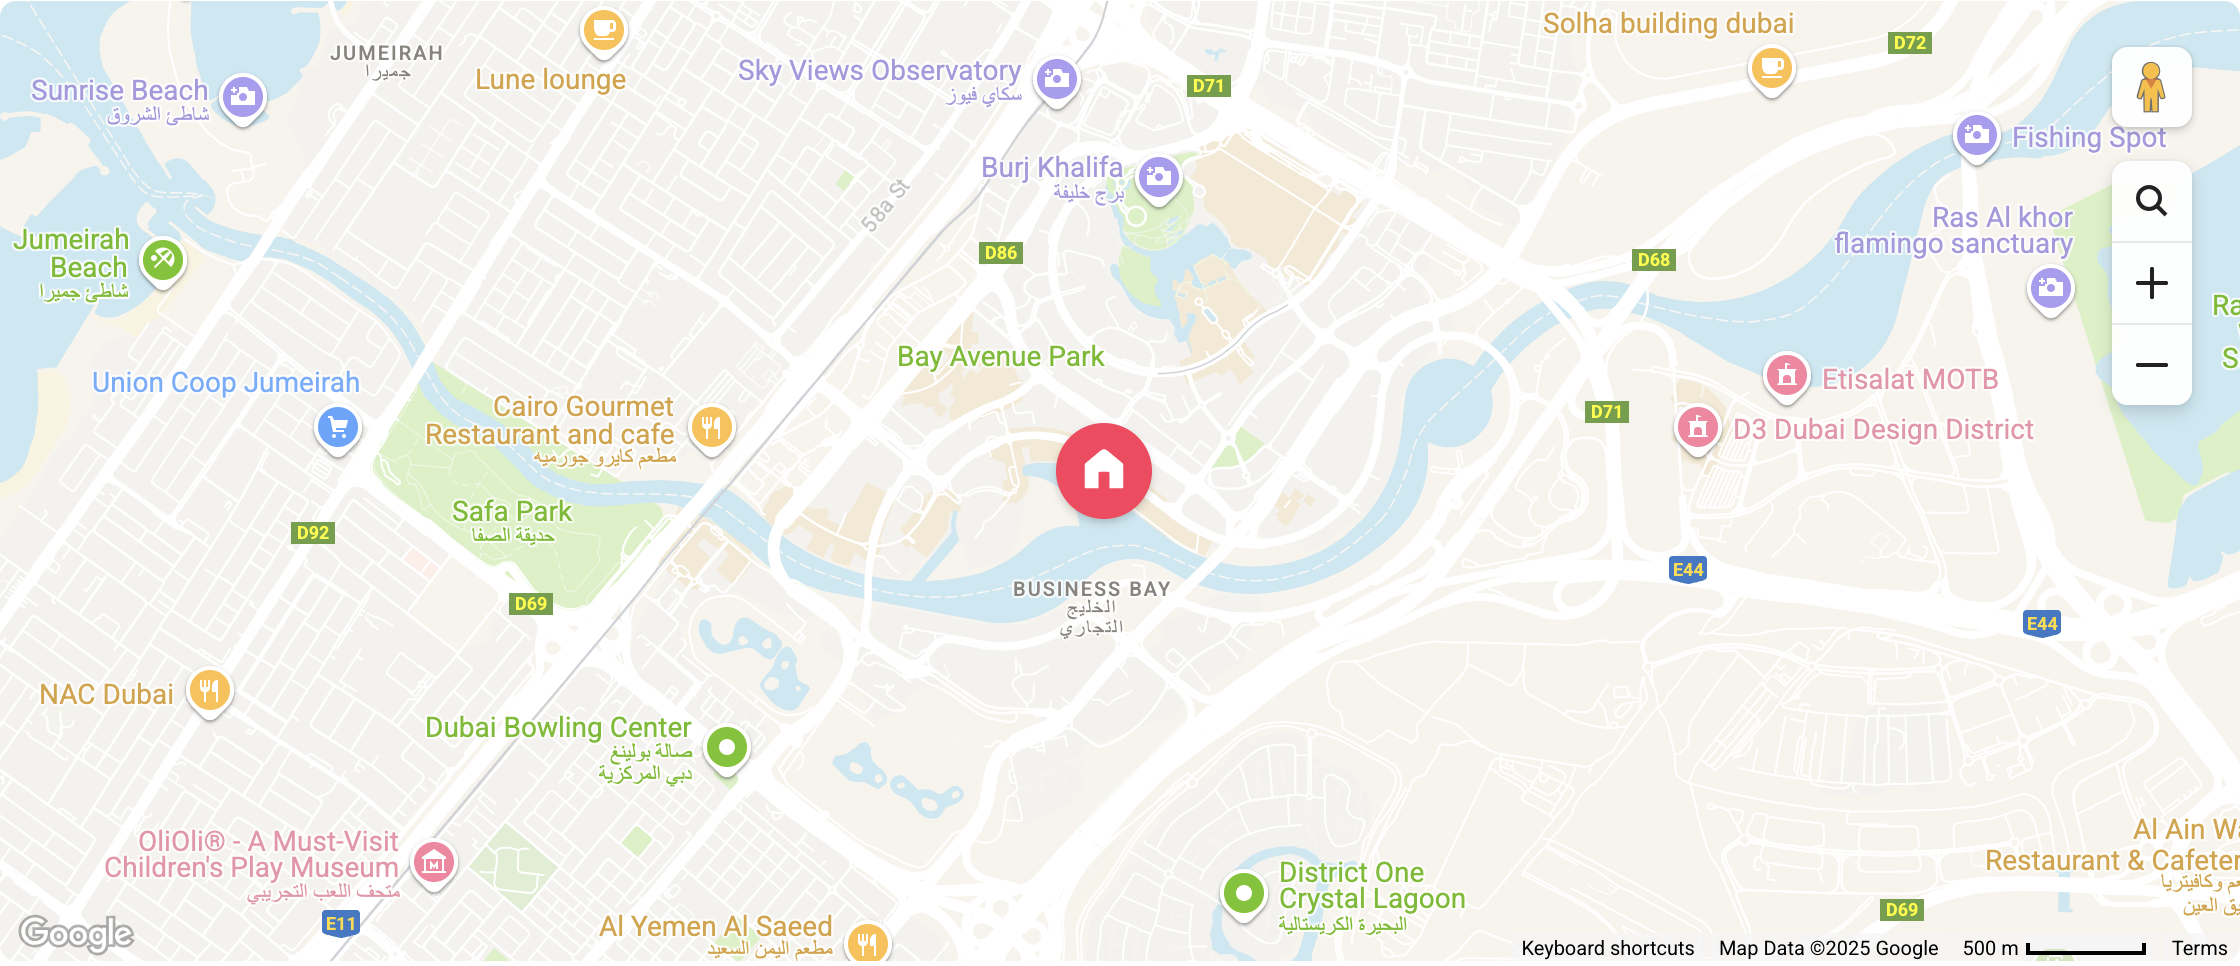 Solha building dubai
D72
JUMEIRAH
جميرا
Lune lounge
Sky Views Observatory
سكاي فيوز
D71
Sunrise Beach
شاطئ الشروق
Fishing Spot
Burj Khalifa
برج خليفة
58a St
Ras Al khor
flamingo sanctuary
Jumeirah
Beach
شاطئ جميرا
D86
D68
Ra
S
Bay Avenue Park
Union Coop Jumeirah
Etisalat MOTB
Cairo Gourmet
Restaurant and cafe
مطعم كايرو جورميه
D71
D3 Dubai Design District
Safa Park
حديقة الصفا
D92
E44
BUSINESS BAY
الخليج
التجاري
D69
E44
NAC Dubai
Dubai Bowling Center
صالة بولينغ
دبي المركزية
OliOli® - A Must-Visit
Children's Play Museum
متحف اللعب التجريبي
Al Ain Wa
Restaurant & Cafeter
عم وكافيتريا
يق العين
District One
Crystal Lagoon
البحيرة الكريستالية
D69
E11
Al Yemen Al Saeed
مطعم اليمن السعيد
Google
Keyboard shortcuts
Map Data ©2025 Google
500 m
Terms